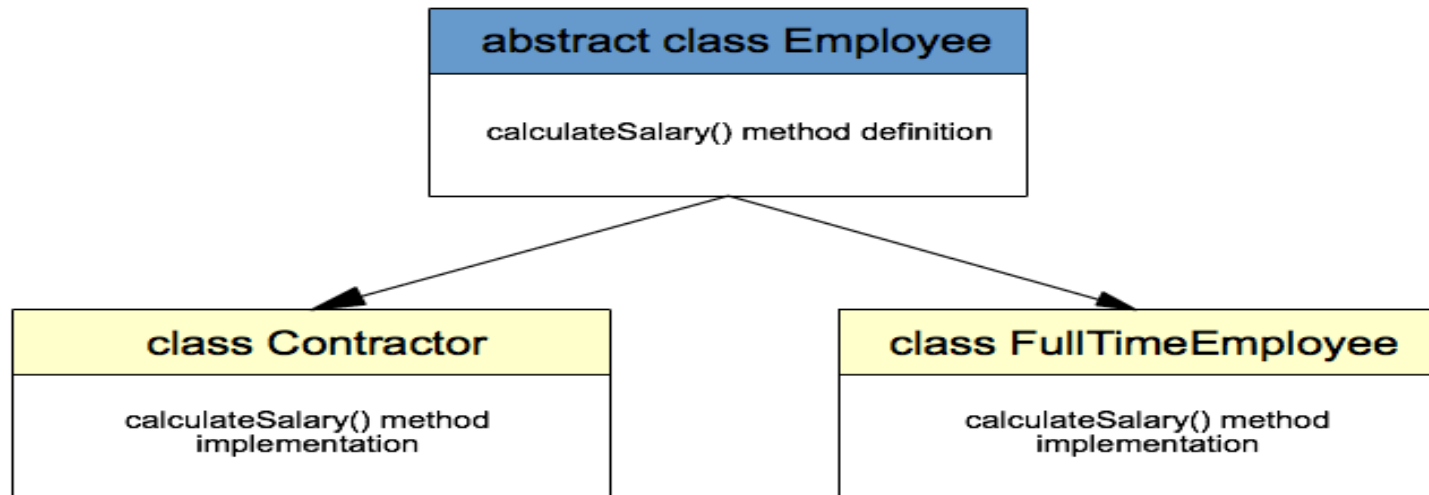 abstract class Employee
calculateSalary() method definition
class Contractor
calculateSalary() method
implementation
class FullTimeEmployee
calculateSalary() method
implementation